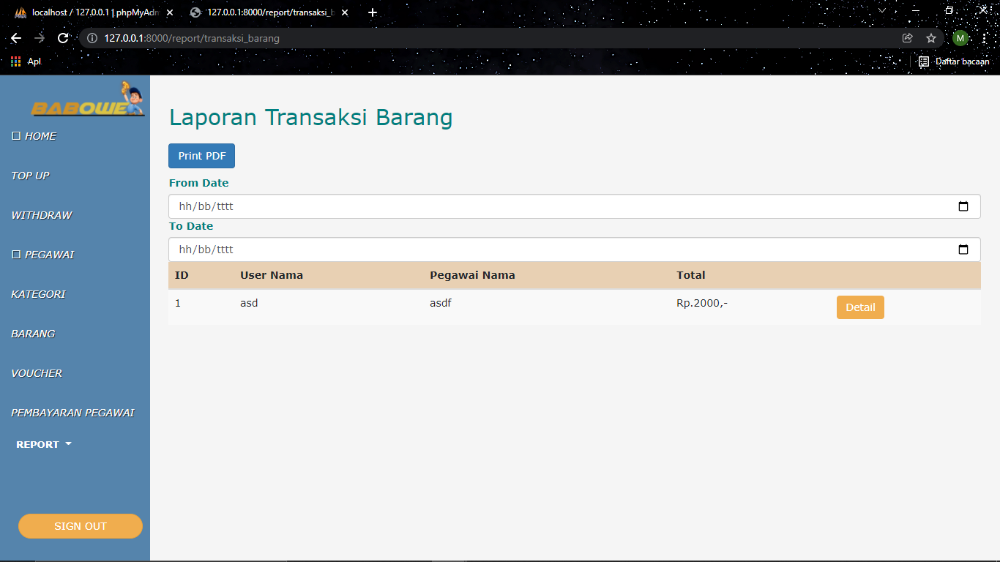 localhost / 127.0.0.1 | phpMyAdm
127.0.0.1:8000/report/transaksi_b
127.0.0.1:8000/report/transaksi_barang
M
Apl
Daftar bacaan
BABOWE
HOME
TOP UP
WITHDRAW
PEGAWAI
KATEGORI
BARANG
VOUCHER
PEMBAYARAN PEGAWAI
REPORT
SIGN OUT
Laporan Transaksi Barang
Print PDF
From Date
hh/bb/tttt
To Date
hh/bb/tttt
ID User Nama Pegawai Nama Total
1 asd asdf Rp.2000,- Detail